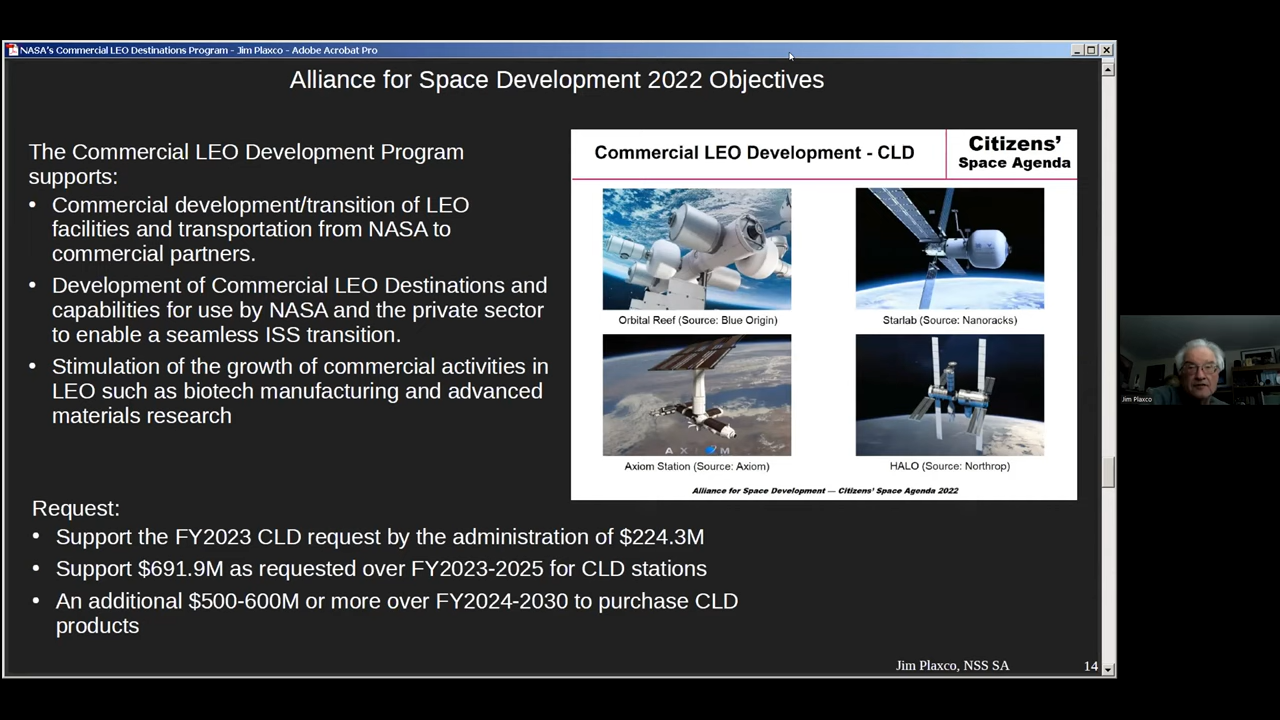 NASA's Commercial LEO Destinations Program - Jim Plaxco - Adobe Acrobat Pro
Alliance for Space Development 2022 Objectives
The Commercial LEO Development Program
supports:
• Commercial development/transition of LEO
facilities and transportation from NASA to
commercial partners.
• Development of Commercial LEO Destinations and
capabilities for use by NASA and the private sector
to enable a seamless ISS transition.
• Stimulation of the growth of commercial activities in
LEO such as biotech manufacturing and advanced
materials research
Commercial LEO Development - CLD
Citizens'
Space Agenda
Orbital Reef (Source: Blue Origin)
Starlab (Source: Nanoracks)
AXIOM
Axiom Station (Source: Axiom)
HALO (Source: Northrop)
Alliance for Space Development — Citizens' Space Agenda 2022
Request:
• Support the FY2023 CLD request by the administration of $224.3M
• Support $691.9M as requested over FY2023-2025 for CLD stations
• An additional $500-600M or more over FY2024-2030 to purchase CLD
products
Jim Plaxco, NSS SA
14
Jim Plaxco